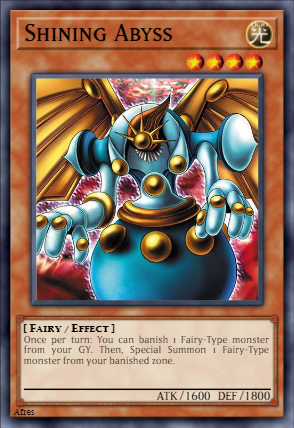 Shining Abyss
光
[ Fairy / Effect ]
Once per turn: You can banish 1 Fairy-Type monster
from your GY. Then, Special Summon 1 Fairy-Type
monster from your banished zone.
ATK/1600 DEF/1800
Afres